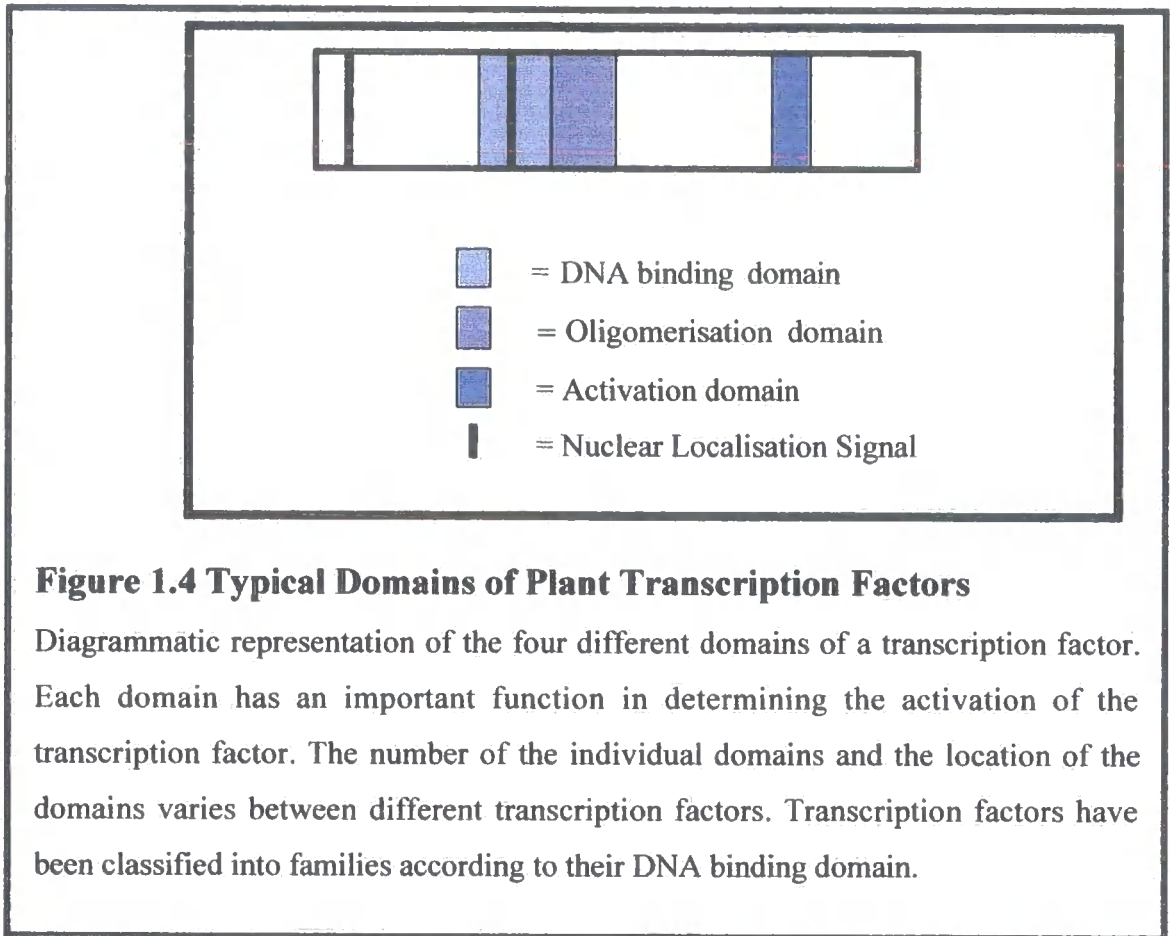 = DNA binding domain
= Oligomerisation domain
= Activation domain
= Nuclear Localisation Signal
Figure 1.4 Typical Domains of Plant Transcription Factors
Diagrammatic representation of the four different domains of a transcription factor.
Each domain has an important function in determining the activation of the
transcription factor. The number of the individual domains and the location of the
domains varies between different transcription factors. Transcription factors have
been classified into families according to their DNA binding domain.